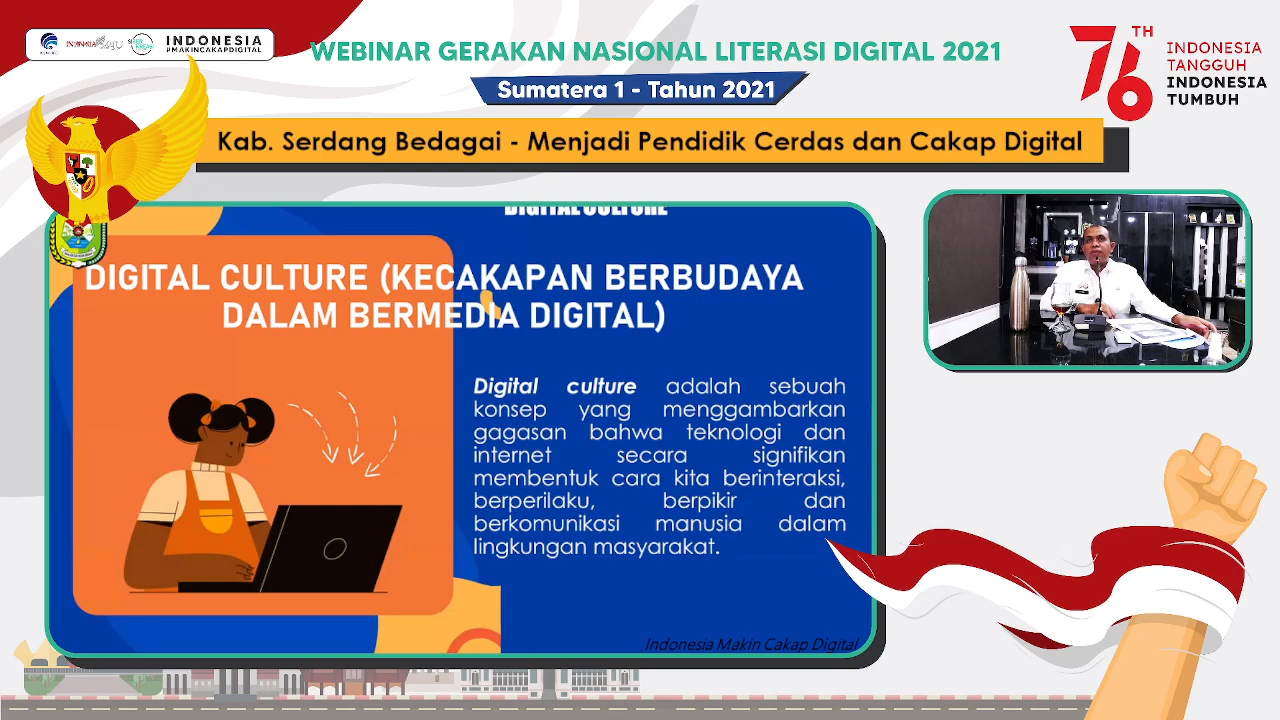 INDONESIA
#MAKINCAKAPDIGITAL
WEBINAR GERAKAN NASIONAL LITERASI DIGITAL 2021
Sumatera 1 - Tahun 2021
76TH
INDONESIA
TANGGUH
INDONESIA
TUMBUH
Kab. Serdang Bedagai - Menjadi Pendidik Cerdas dan Cakap Digital
DIGITAL CULTURE
DIGITAL CULTURE (KECAKAPAN BERBUDAYA
DALAM BERMEDIA DIGITAL)
Digital culture adalah sebuah
konsep yang menggambarkan
gagasan bahwa teknologi dan
internet secara signifikan
membentuk cara kita berinteraksi,
berperilaku, berpikir dan
berkomunikasi manusia dalam
lingkungan masyarakat.
Indonesia Makin Cakap Digital